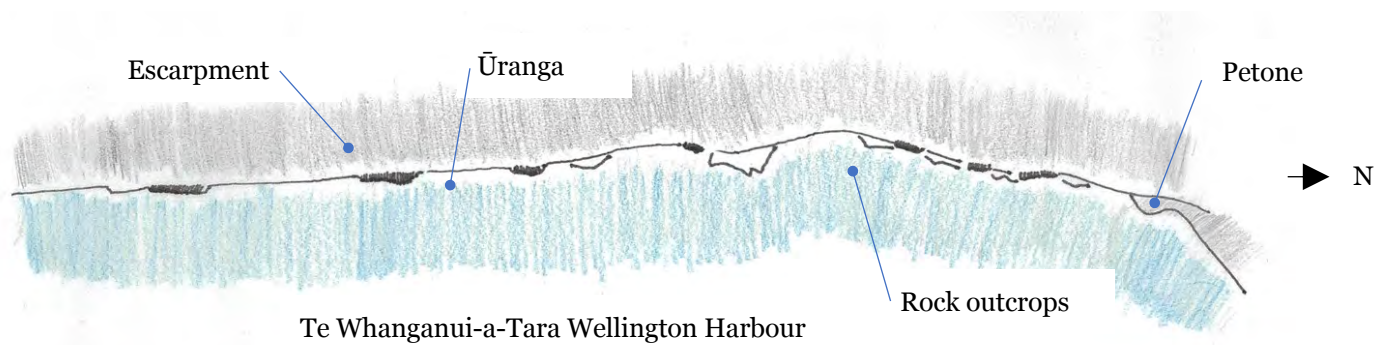 Escarpment
Ūranga
Petone
N
Rock outcrops
Te Whanganui-a-Tara Wellington Harbour